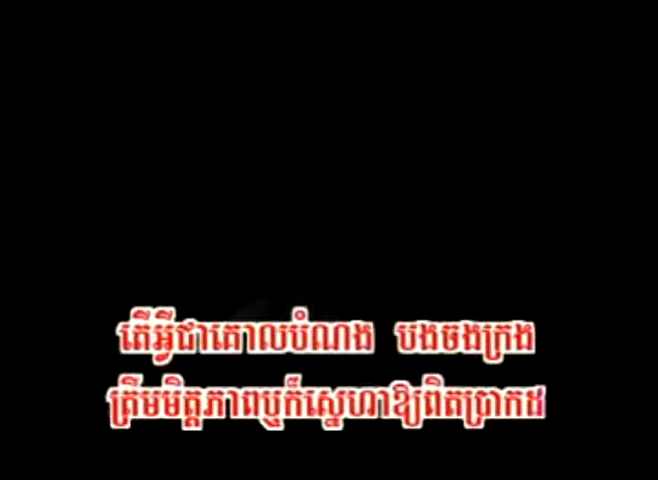 តើអ្វីជាគោលបំណង បងចងក្រង
ត្រឹមមិត្តភាពឬក៏ស្នេហាឱ្យពិតប្រាកដ